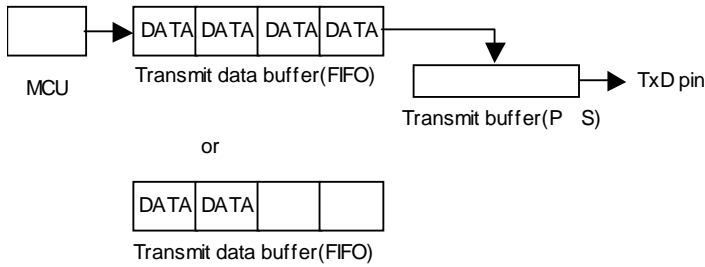 DATA DATA DATA DATA
MCU
Transmit data buffer(FIFO)
TxD pin
Transmit buffer(P S)
or
DATA DATA
Transmit data buffer(FIFO)